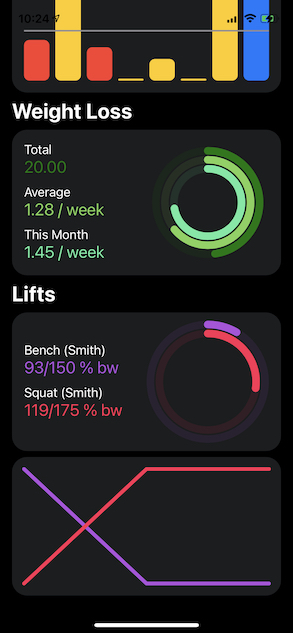 10:24
Weight Loss
Total
20.00
Average
1.28 / week
This Month
1.45 / week
Lifts
Bench (Smith)
93/150 % bw
Squat (Smith)
119/175 % bw